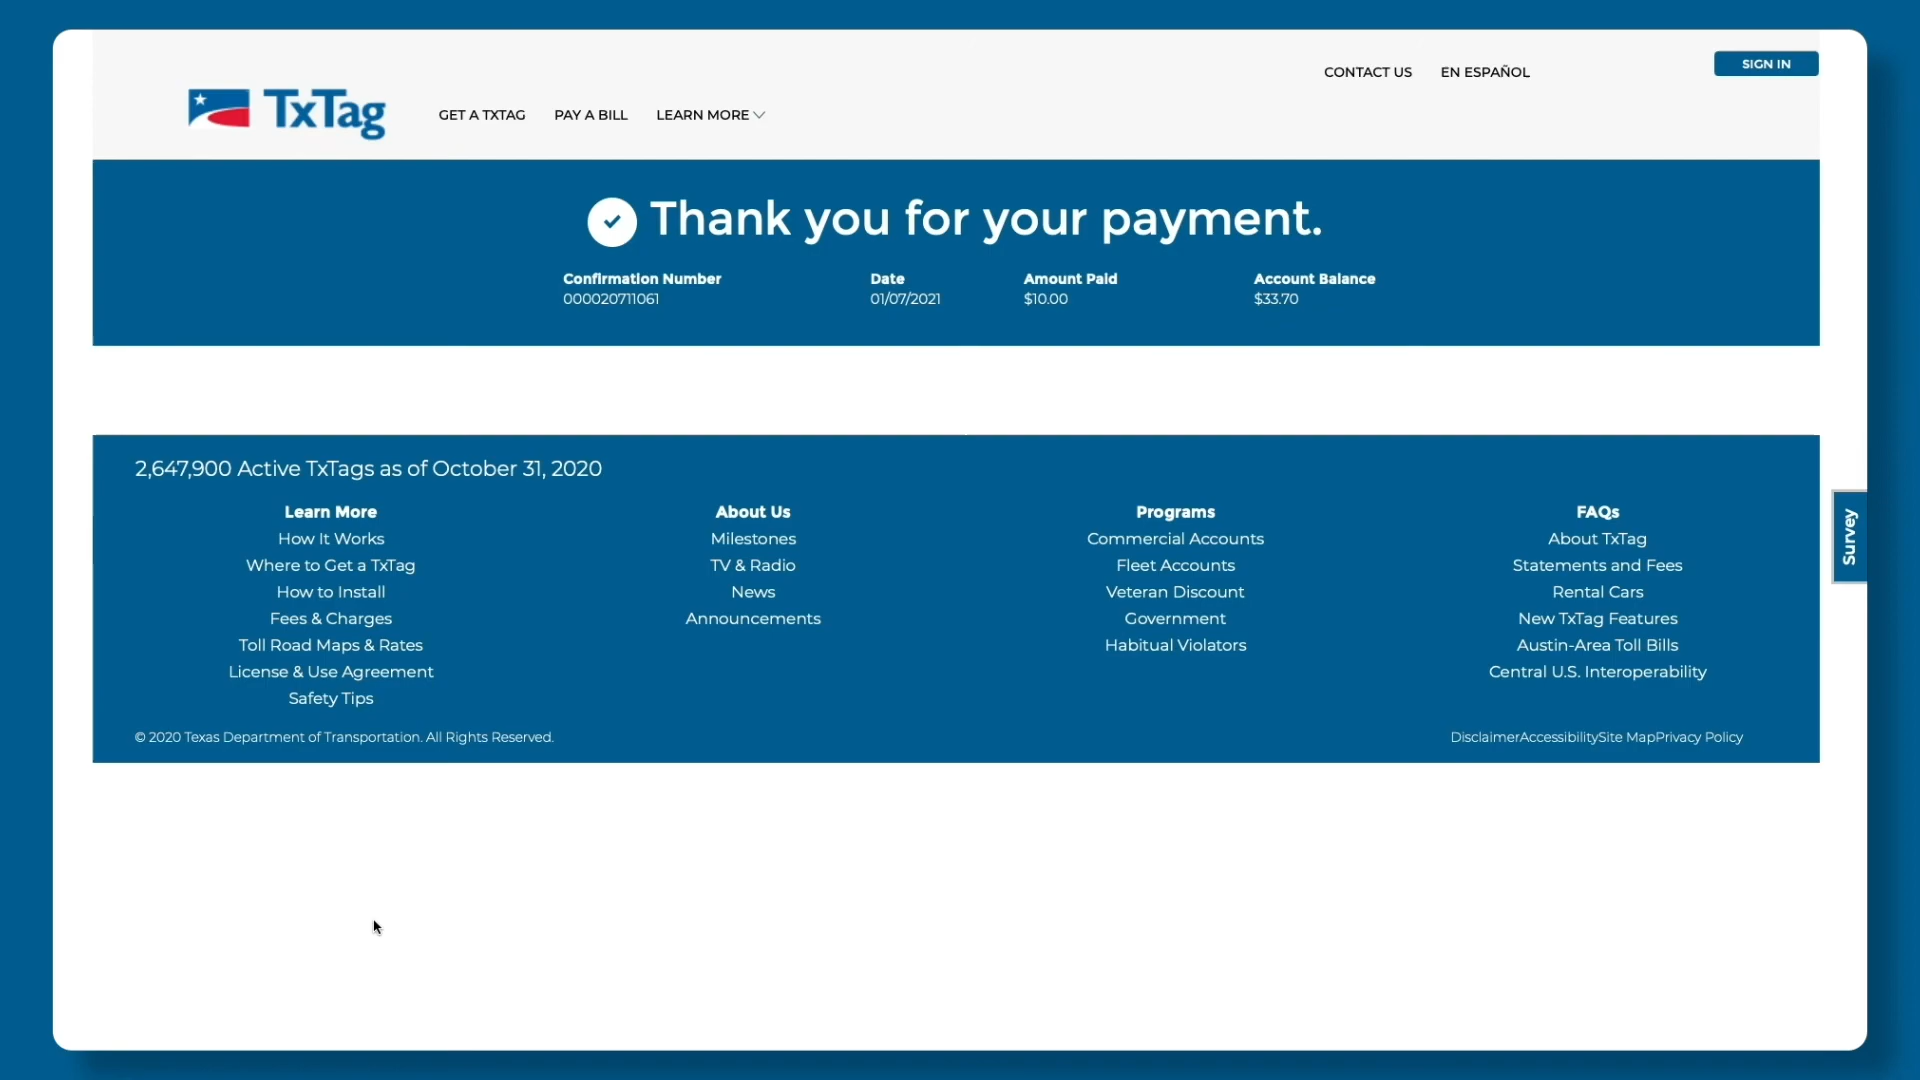 CONTACT US EN ESPAÑOL SIGN IN
TxTag GET A TXTAG PAY A BILL LEARN MORE
Thank you for your payment.
Confirmation Number Date Amount Paid Account Balance
000020711061 01/07/2021 $10.00 $33.70
2,647,900 Active TxTags as of October 31, 2020
Learn More
How It Works
Where to Get a TxTag
How to Install
Fees & Charges
Toll Road Maps & Rates
License & Use Agreement
Safety Tips
About Us
Milestones
TV & Radio
News
Announcements
Programs
Commercial Accounts
Fleet Accounts
Veteran Discount
Government
Habitual Violators
FAQs
About TxTag
Statements and Fees
Rental Cars
New TxTag Features
Austin-Area Toll Bills
Central U.S. Interoperability
Survey
© 2020 Texas Department of Transportation. All Rights Reserved. DisclaimerAccessibilitySite MapPrivacy Policy